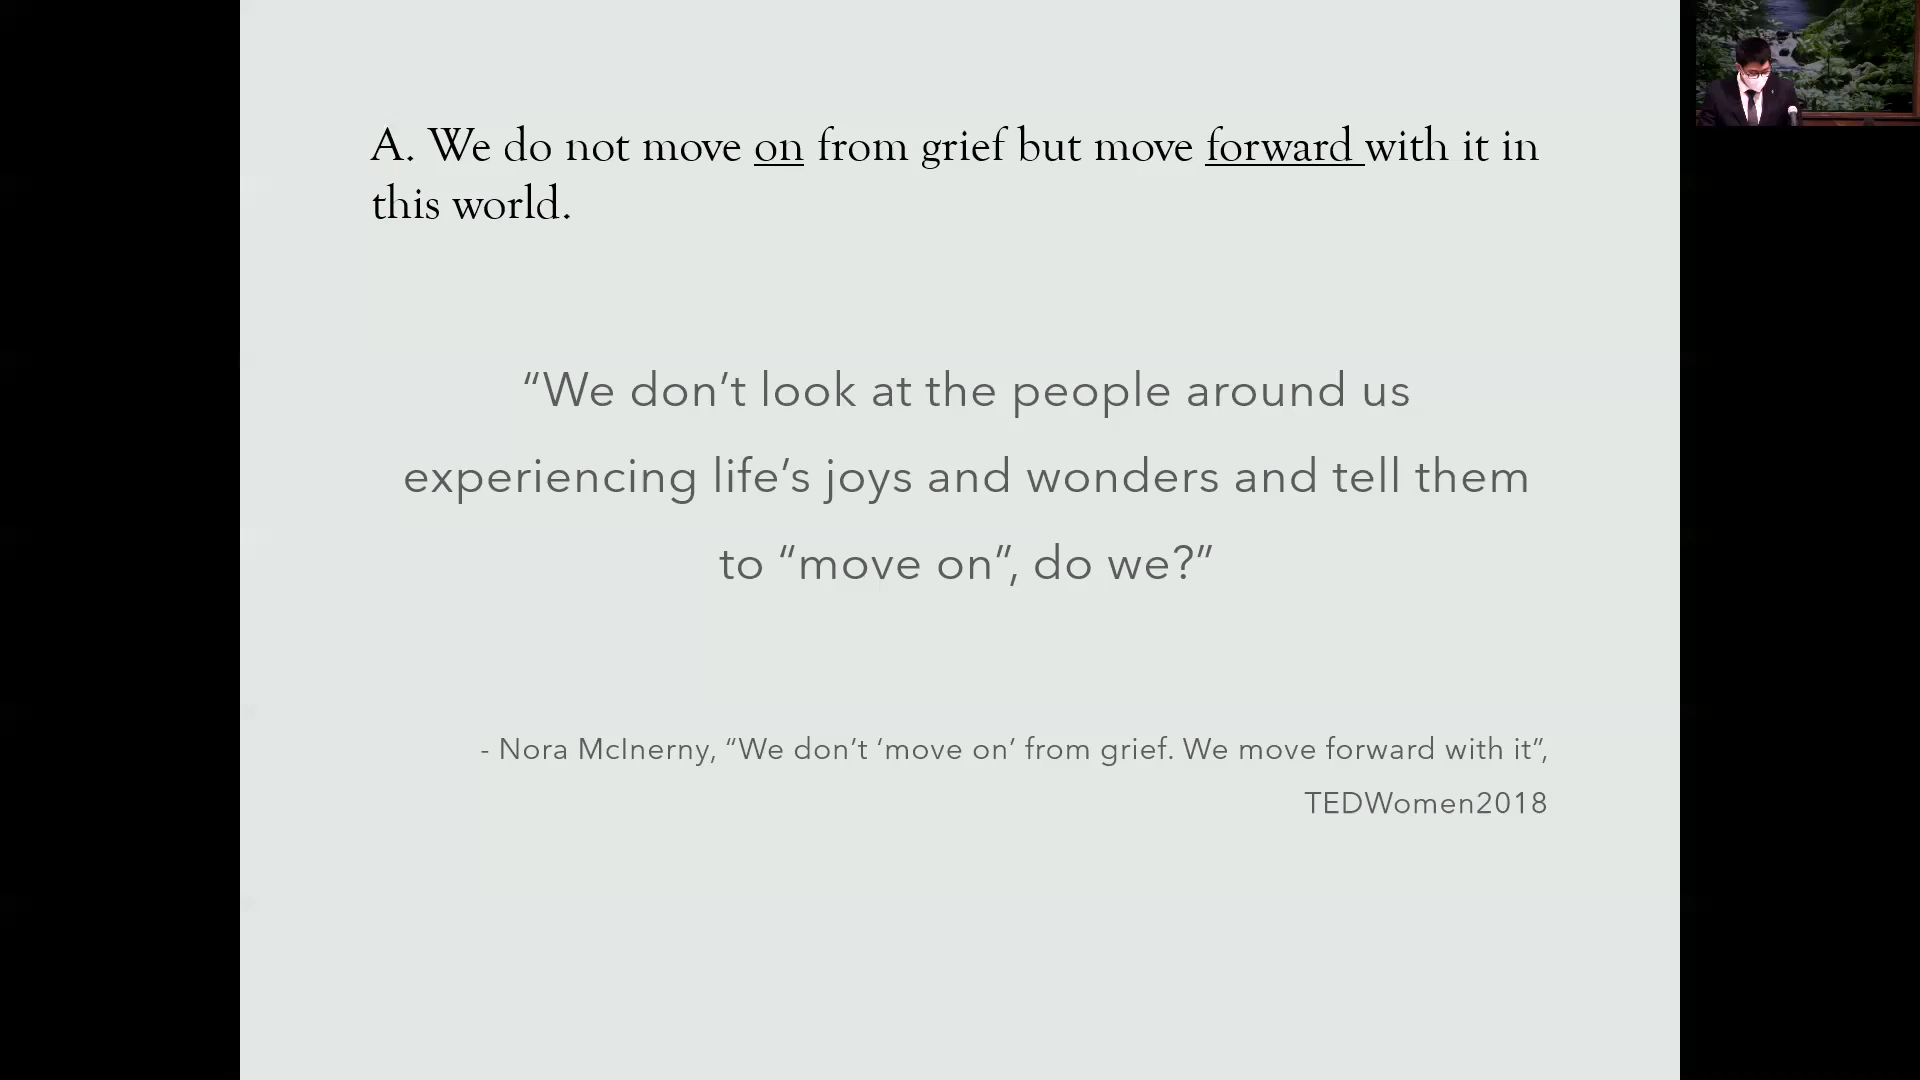 A. We do not move on from grief but move forward with it in
this world.
“We don’t look at the people around us
experiencing life’s joys and wonders and tell them
to “move on”, do we?”
- Nora McInerny, “We don’t ‘move on’ from grief. We move forward with it”,
TEDWomen2018